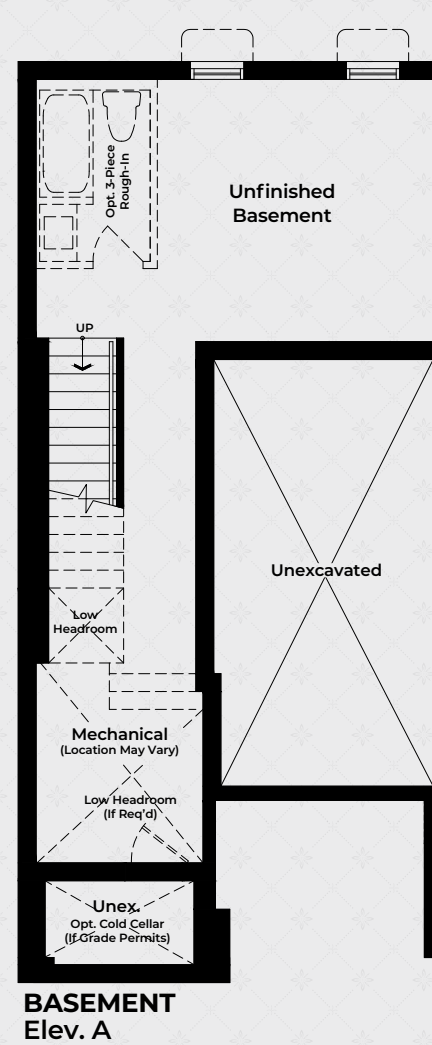 Opt. 3-Piece
Rough-In
Unfinished
Basement
UP
Unexcavated
Low
Headroom
Mechanical
(Location May Vary)
Low Headroom
(If Req'd)
Unex.
Opt. Cold Cellar
(If Grade Permits)
BASEMENT
Elev. A